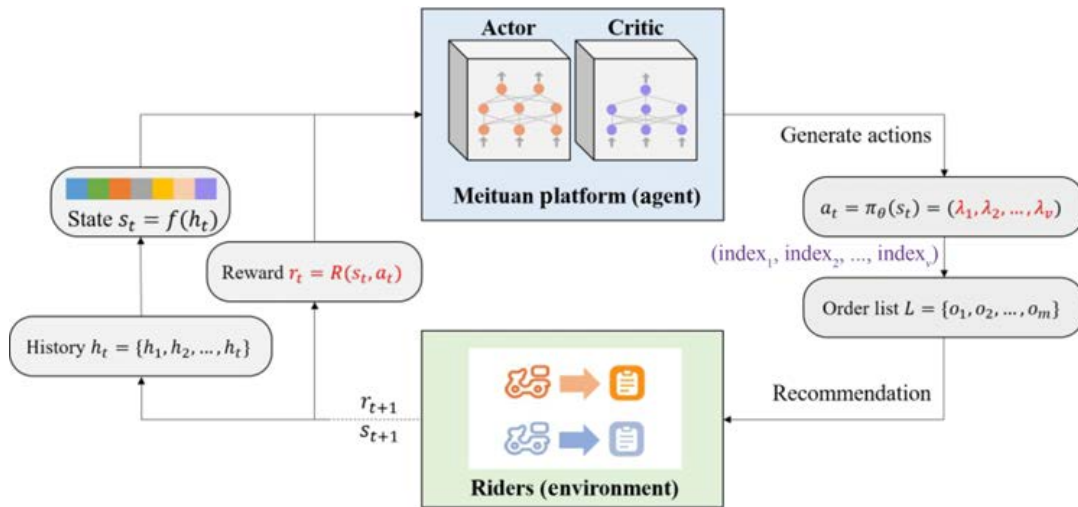 Actor
Critic
Meituan platform (agent)
Generate actions
a_t = π_θ(s_t) = (λ_1, λ_2, ..., λ_v)
(index_1, index_2, ..., index_v)
Order list L = {o_1, o_2, ..., o_m}
Recommendation
State s_t = f(h_t)
Reward r_t = R(s_t, a_t)
History h_t = {h_1, h_2, ..., h_t}
r_{t+1}
s_{t+1}
Riders (environment)